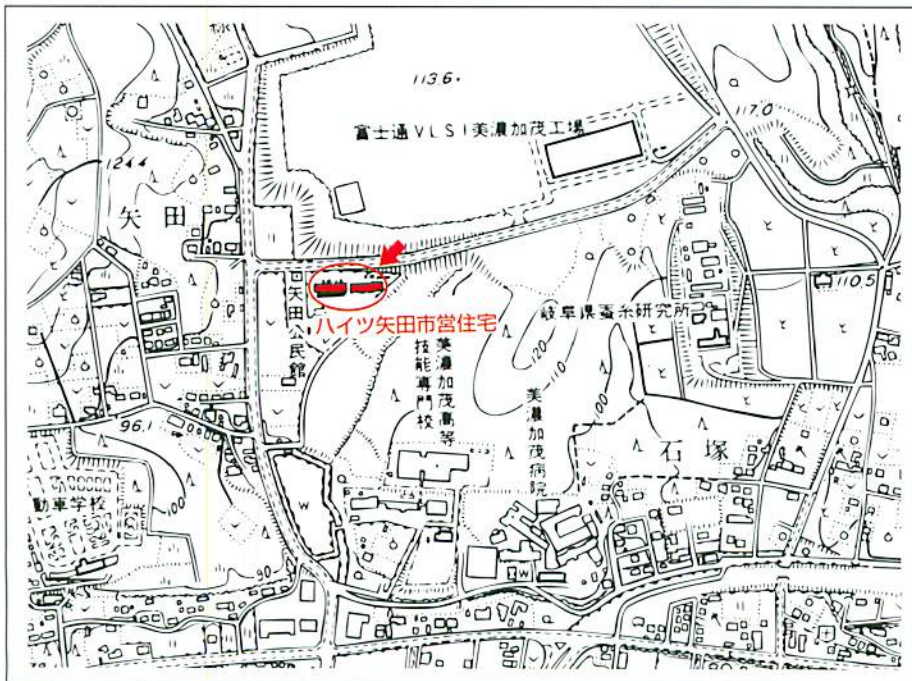 113.6
富士通VLSI美濃加茂工場
117.0
124.4
矢田
矢田公民館
ハイツ矢田市営住宅
岐阜県蚕糸研究所
110.5
美濃加茂高等
技能専門校
120
100
美濃加茂病院
96.1
石塚
動車学校
100
90
W
W